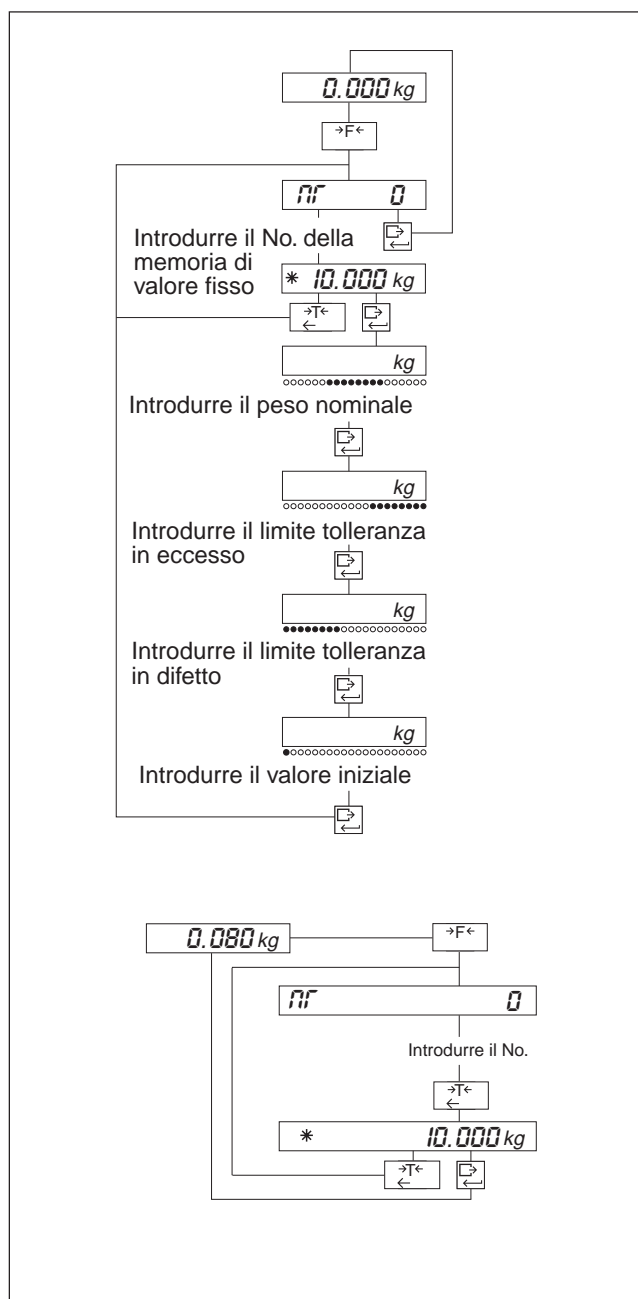 0.000 kg
→F←
nr 0
Introdurre il No. della
memoria di
valore fisso
* 10.000 kg
→T←
←
kg
Introdurre il peso nominale
kg
Introdurre il limite tolleranza
in eccesso
kg
Introdurre il limite tolleranza
in difetto
kg
Introdurre il valore iniziale
0.080 kg
→F←
nr 0
Introdurre il No.
→T←
←
* 10.000 kg
→T←
←